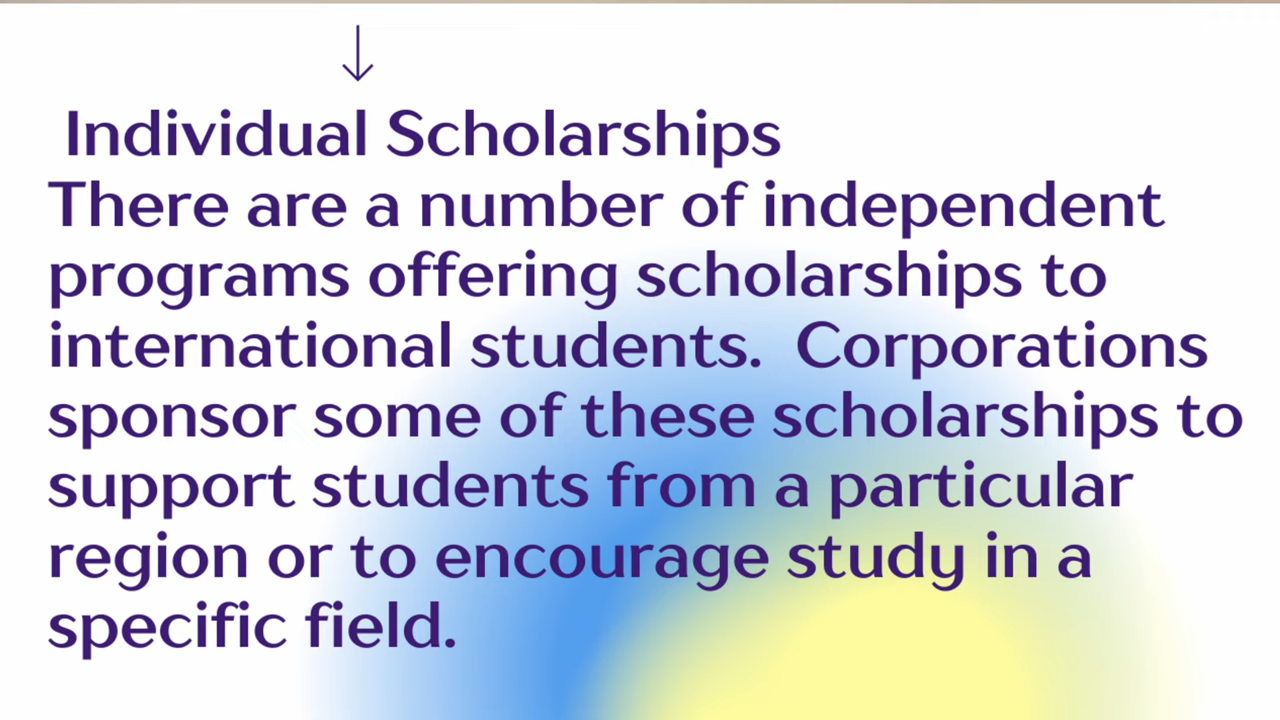 Individual Scholarships
There are a number of independent
programs offering scholarships to
international students.  Corporations
sponsor some of these scholarships to
support students from a particular
region or to encourage study in a
specific field.